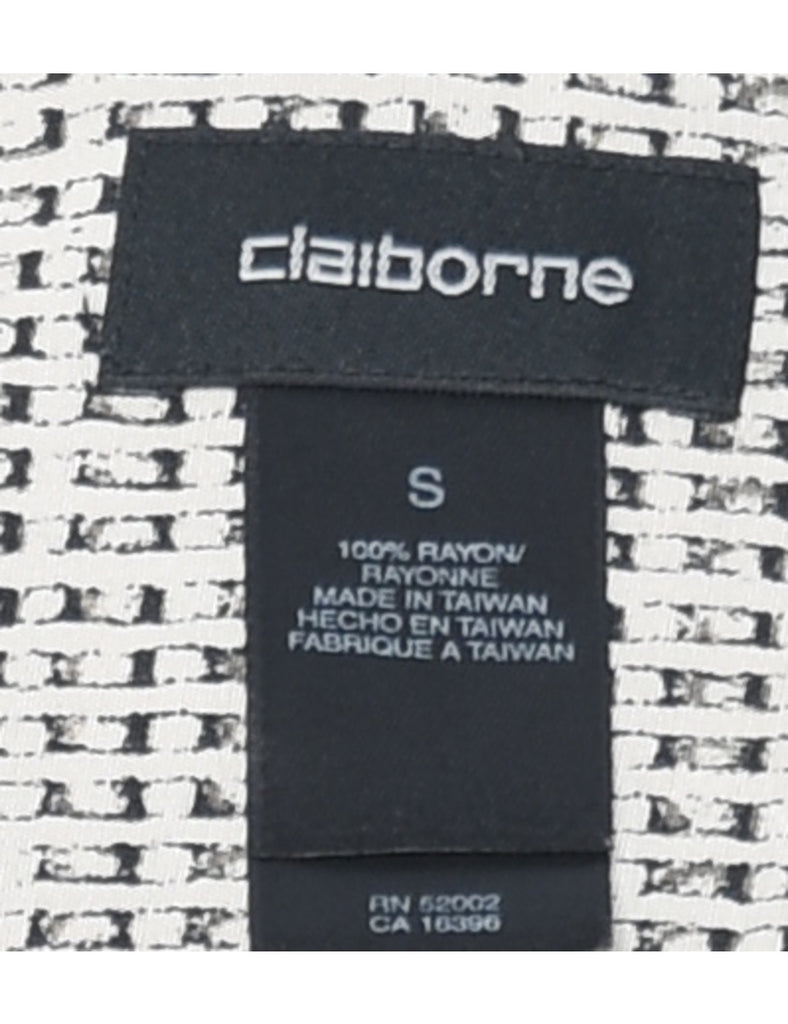 claiborne
S
100% RAYON/
RAYONNE
MADE IN TAIWAN
HECHO EN TAIWAN
FABRIQUE A TAIWAN
RN 52002
CA 16396